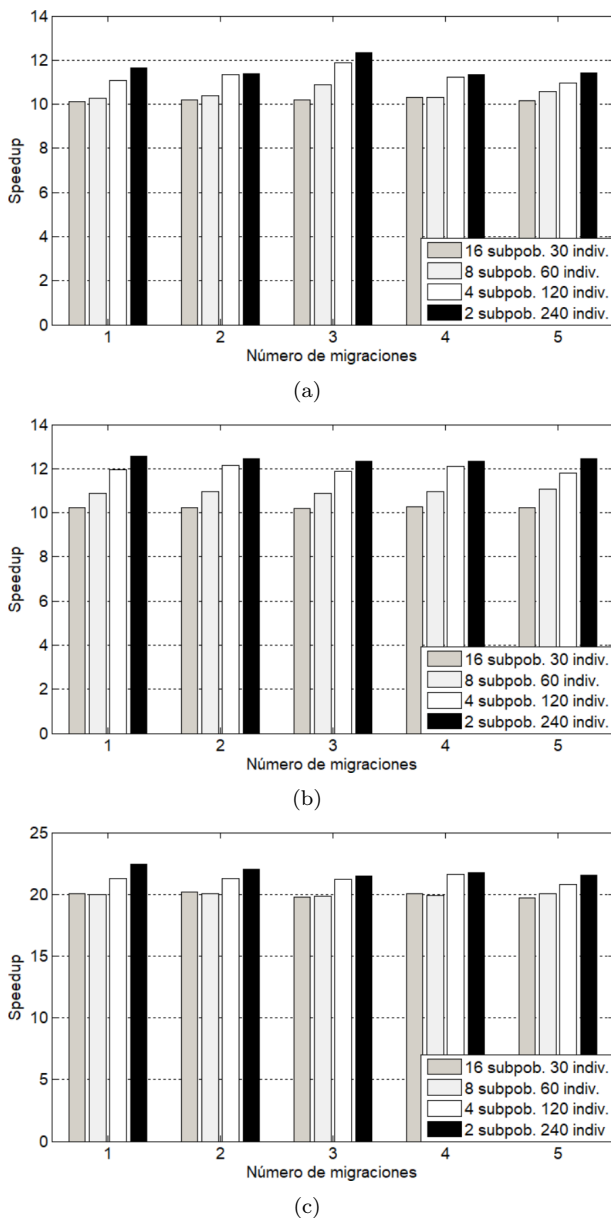 14
12
10
8
6
4
2
0
Speedup
16 subpob. 30 indiv.
8 subpob. 60 indiv.
4 subpob. 120 indiv.
2 subpob. 240 indiv.
1 2 3 4 5
Número de migraciones
(a)
14
12
10
8
6
4
2
0
Speedup
16 subpob. 30 indiv.
8 subpob. 60 indiv.
4 subpob. 120 indiv.
2 subpob. 240 indiv.
1 2 3 4 5
Número de migraciones
(b)
25
20
15
10
5
0
Speedup
16 subpob. 30 indiv.
8 subpob. 60 indiv.
4 subpob. 120 indiv.
2 subpob. 240 indiv
1 2 3 4 5
Número de migraciones
(c)